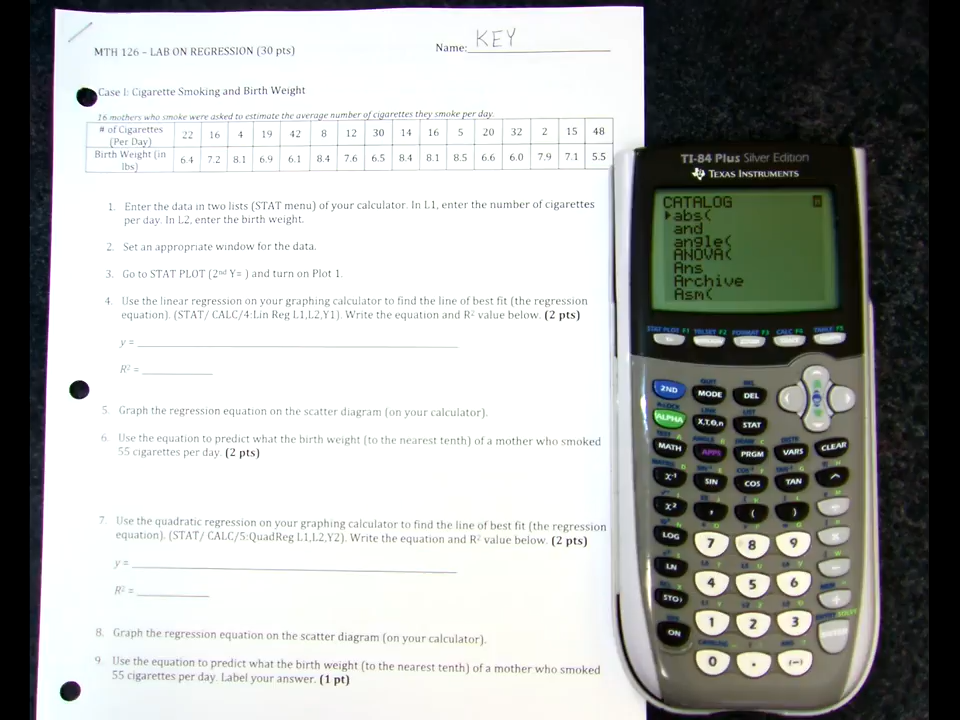 MTH 126 – LAB ON REGRESSION (30 pts)
Name: KEY
Case I: Cigarette Smoking and Birth Weight
16 mothers who smoke were asked to estimate the average number of cigarettes they smoke per day.
# of Cigarettes (Per Day) 22 16 4 19 42 8 12 30 14 16 5 20 32 2 15 48
Birth Weight (in lbs) 6.4 7.2 8.1 6.9 6.1 8.4 7.6 6.5 8.4 8.1 8.5 6.6 6.0 7.9 7.1 5.5
1. Enter the data in two lists (STAT menu) of your calculator. In L1, enter the number of cigarettes
per day. In L2, enter the birth weight.
2. Set an appropriate window for the data.
3. Go to STAT PLOT (2nd Y= ) and turn on Plot 1.
4. Use the linear regression on your graphing calculator to find the line of best fit (the regression
equation). (STAT/ CALC/4:Lin Reg L1,L2,Y1). Write the equation and R² value below. (2 pts)
y =
R² =
5. Graph the regression equation on the scatter diagram (on your calculator).
6. Use the equation to predict what the birth weight (to the nearest tenth) of a mother who smoked
55 cigarettes per day. (2 pts)
7. Use the quadratic regression on your graphing calculator to find the line of best fit (the regression
equation). (STAT/ CALC/5:QuadReg L1,L2,Y2). Write the equation and R² value below. (2 pts)
y =
R² =
8. Graph the regression equation on the scatter diagram (on your calculator).
9. Use the equation to predict what the birth weight (to the nearest tenth) of a mother who smoked
55 cigarettes per day. Label your answer. (1 pt)
TI-84 Plus Silver Edition
TEXAS INSTRUMENTS
CATALOG
abs(
and
angle(
ANOVA(
Ans
Archive
Asm(
STAT PLOT F1 TBLSET F2 FORMAT F3 CALC F4 TABLE F5
QUIT
2ND MODE DEL
A-LOCK LINK LIST
ALPHA X,T,θ,n STAT
MATH APPS PRGM VARS CLEAR
x⁻¹ SIN COS TAN ^
x² , ( )
LOG 7 8 9
LN 4 5 6
STO› 1 2 3
ON 0 . (−) ENTER